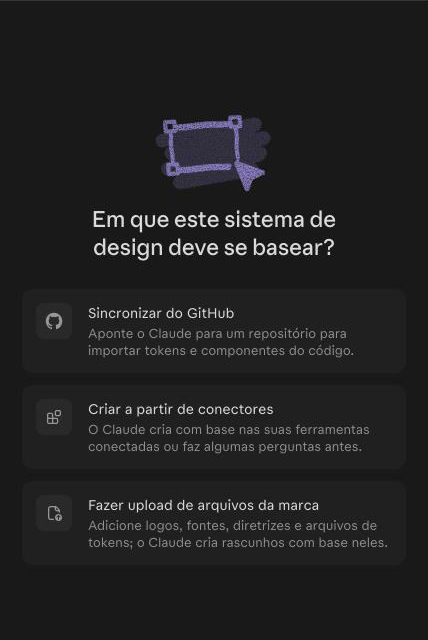 Em que este sistema de
design deve se basear?
Sincronizar do GitHub
Aponte o Claude para um repositório para
importar tokens e componentes do código.
Criar a partir de conectores
O Claude cria com base nas suas ferramentas
conectadas ou faz algumas perguntas antes.
Fazer upload de arquivos da marca
Adicione logos, fontes, diretrizes e arquivos de
tokens; o Claude cria rascunhos com base neles.